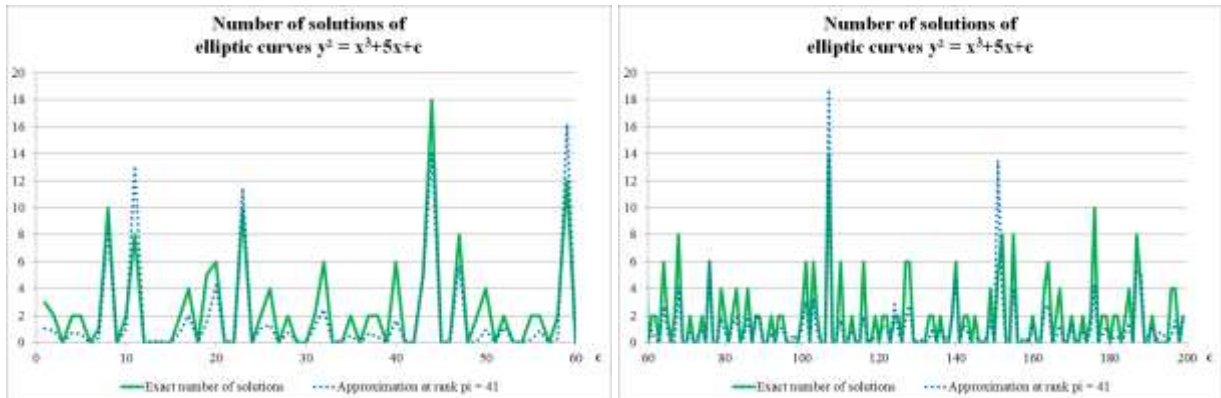 Number of solutions of
elliptic curves y² = x³+5x+c
20
18
16
14
12
10
8
6
4
2
0
0 10 20 30 40 50 60 c
Exact number of solutions Approximation at rank pi = 41
Number of solutions of
elliptic curves y² = x³+5x+c
20
18
16
14
12
10
8
6
4
2
0
60 80 100 120 140 160 180 200 c
Exact number of solutions Approximation at rank pi = 41